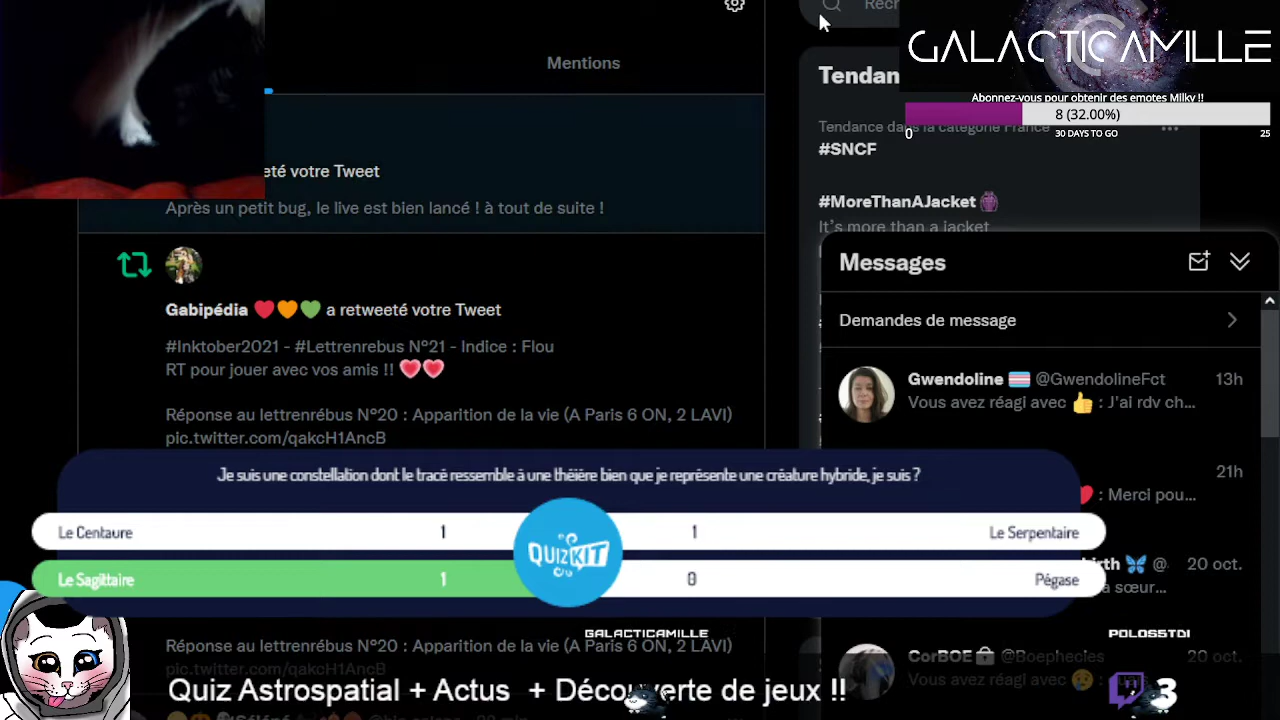 Recr
GALACTICAMILLE
Mentions
Tendan
Abonnez-vous pour obtenir des emotes Milky !!
8 (32.00%)
0
30 DAYS TO GO
25
Tendance dans la catégorie France
#SNCF
eté votre Tweet
Après un petit bug, le live est bien lancé ! à tout de suite !
#MoreThanAJacket
It's more than a jacket
Messages
Demandes de message
Gabipédia ❤️🧡💚 a retweeté votre Tweet
#Inktober2021 - #Lettrenrebus N°21 - Indice : Flou
RT pour jouer avec vos amis !! ❤️❤️
Réponse au lettrenrébus N°20 : Apparition de la vie (A Paris 6 ON, 2 LAVI)
pic.twitter.com/qakcH1AncB
Gwendoline @GwendolineFct 13h
Vous avez réagi avec 👍 : J'ai rdv ch...
21h
: Merci pou...
Je suis une constellation dont le tracé ressemble à une théière bien que je représente une créature hybride, je suis ?
Le Centaure 1
1 Le Serpentaire
QUIZKIT
Le Sagittaire 1
0 Pégase
irth 🦋 @ 20 oct.
a sœur...
GALACTICAMILLE
POLOSSTDI
Réponse au lettrenrébus N°20 : Apparition de la vie (A Paris 6 ON, 2 LAVI)
pic.twitter.com/qakcH1AncB
CorBOE @Boephecies 20 oct.
Vous avez réagi avec 😢 :
Quiz Astrospatial + Actus + Découverte de jeux !!
3